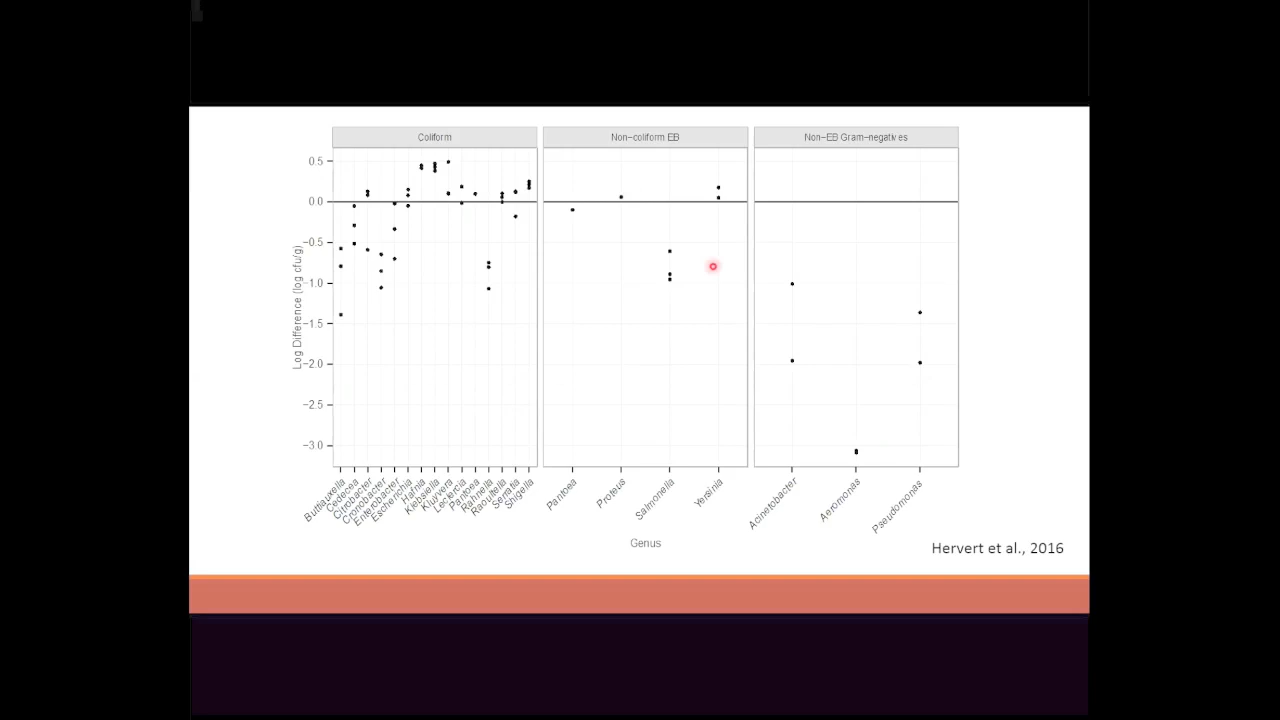 Coliform
Non-coliform EB
Non-EB Gram-negatives
0.5
0.0
-0.5
-1.0
-1.5
-2.0
-2.5
-3.0
Log Difference (log cfu/g)
Buttiauxella
Cedecea
Citrobacter
Cronobacter
Enterobacter
Escherichia
Hafnia
Klebsiella
Kluyvera
Leclercia
Pantoea
Rahnella
Raoultella
Serratia
Shigella
Pantoea
Proteus
Salmonella
Yersinia
Acinetobacter
Aeromonas
Pseudomonas
Genus
Hervert et al., 2016